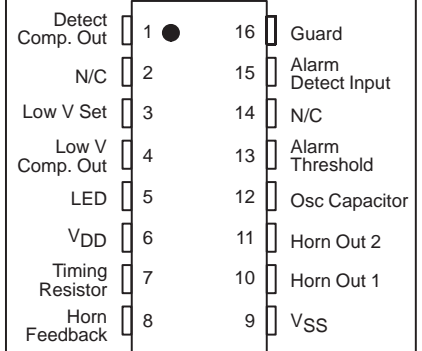 Detect
Comp. Out 1 16 Guard
N/C 2 15 Alarm
Detect Input
Low V Set 3 14 N/C
Low V
Comp. Out 4 13 Alarm
Threshold
LED 5 12 Osc Capacitor
VDD 6 11 Horn Out 2
Timing
Resistor 7 10 Horn Out 1
Horn
Feedback 8 9 VSS